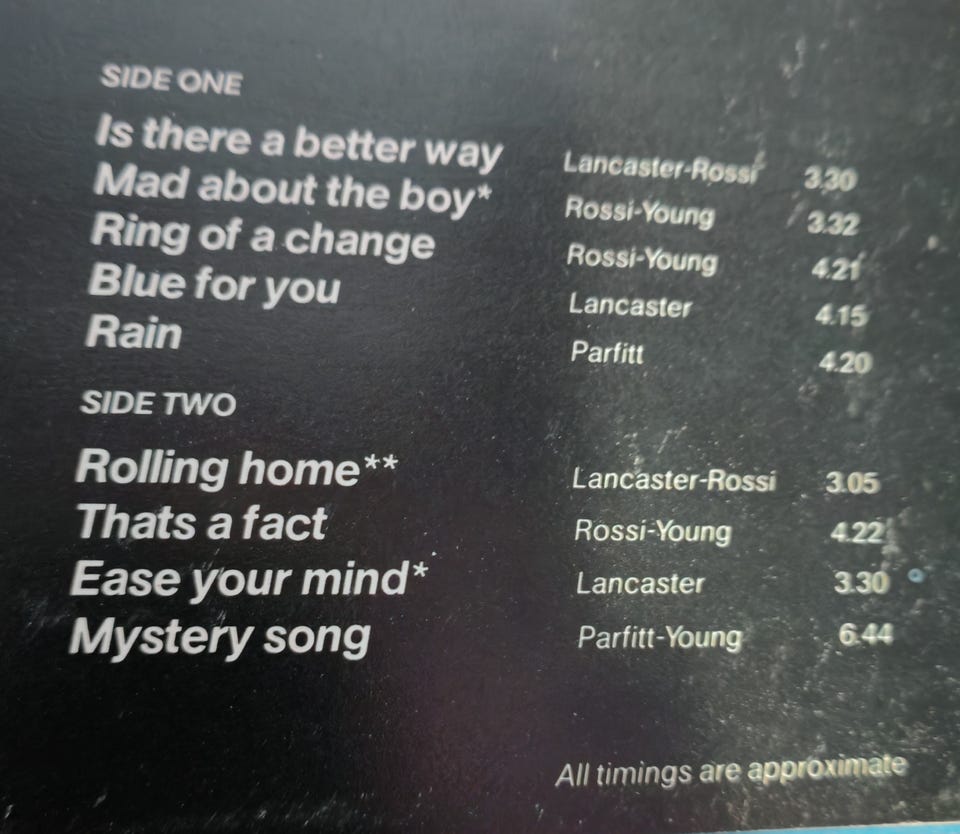 SIDE ONE
Is there a better way Lancaster-Rossi 3.30
Mad about the boy* Rossi-Young 3.32
Ring of a change Rossi-Young 4.21
Blue for you Lancaster 4.15
Rain Parfitt 4.20
SIDE TWO
Rolling home** Lancaster-Rossi 3.05
Thats a fact Rossi-Young 4.22
Ease your mind* Lancaster 3.30
Mystery song Parfitt-Young 6.44
All timings are approximate